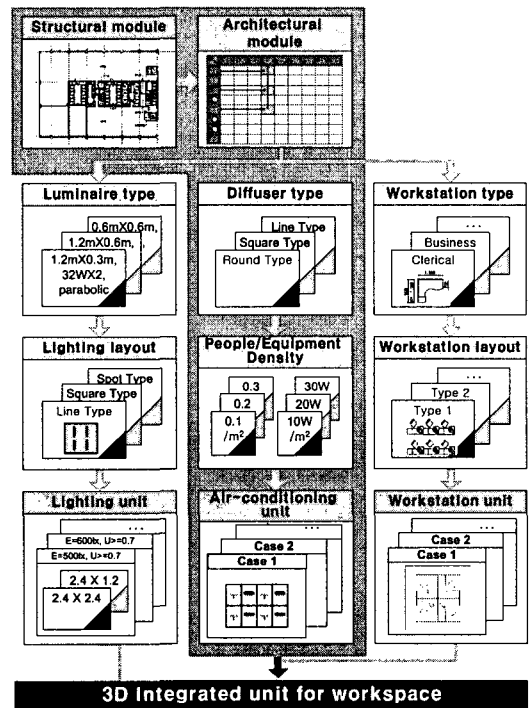 Structural module
Architectural
module
Luminaire type
0.6mX0.6m,
1.2mX0.6m,
1.2mX0.3m,
32WX2,
parabolic
Diffuser type
Line Type
Square Type
Round Type
Workstation type
...
Business
Clerical
Lighting layout
Spot Type
Square Type
Line Type
People/Equipment
Density
0.3
0.2
0.1
/m²
30W
20W
10W
/m²
Workstation layout
Type 2
Type 1
Lighting unit
...
E=600lx, U>=0.7
E=500lx, U>=0.7
2.4 X 1.2
2.4 X 2.4
Air-conditioning
unit
...
Case 2
Case 1
Workstation unit
...
Case 2
Case 1
3D Integrated unit for workspace